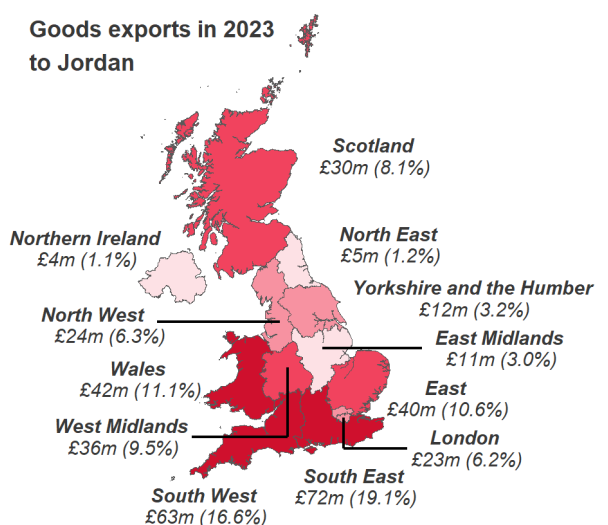 Goods exports in 2023
to Jordan
Scotland
£30m (8.1%)
Northern Ireland
£4m (1.1%)
North East
£5m (1.2%)
Yorkshire and the Humber
£12m (3.2%)
North West
£24m (6.3%)
East Midlands
£11m (3.0%)
Wales
£42m (11.1%)
East
£40m (10.6%)
West Midlands
£36m (9.5%)
London
£23m (6.2%)
South East
£72m (19.1%)
South West
£63m (16.6%)